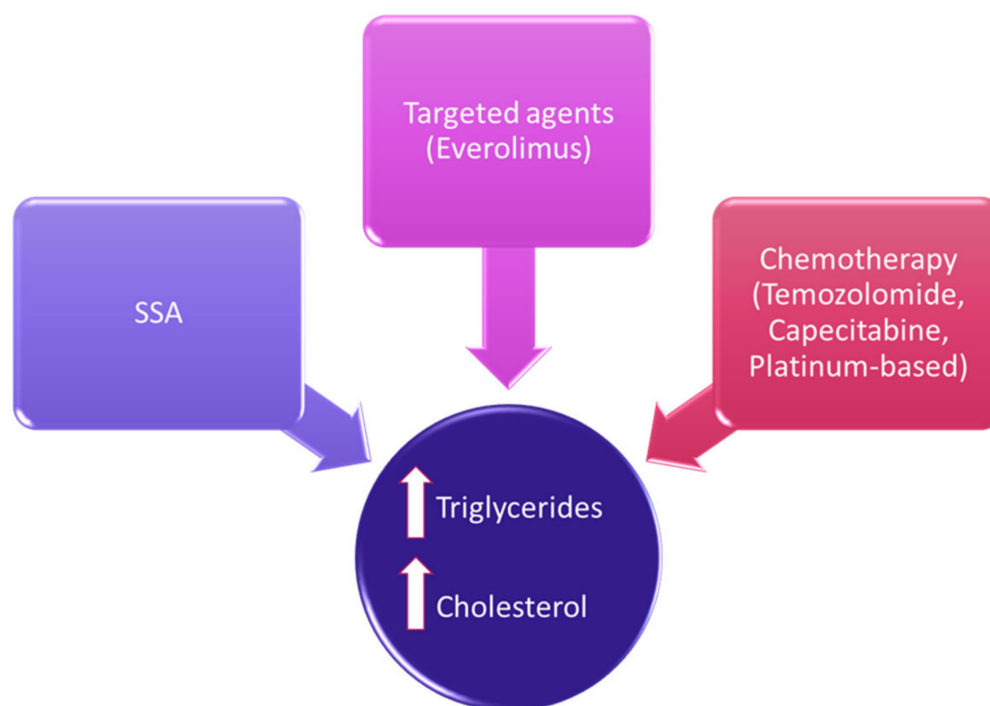 Targeted agents
(Everolimus)
SSA
Chemotherapy
(Temozolomide,
Capecitabine,
Platinum-based)
Triglycerides
Cholesterol